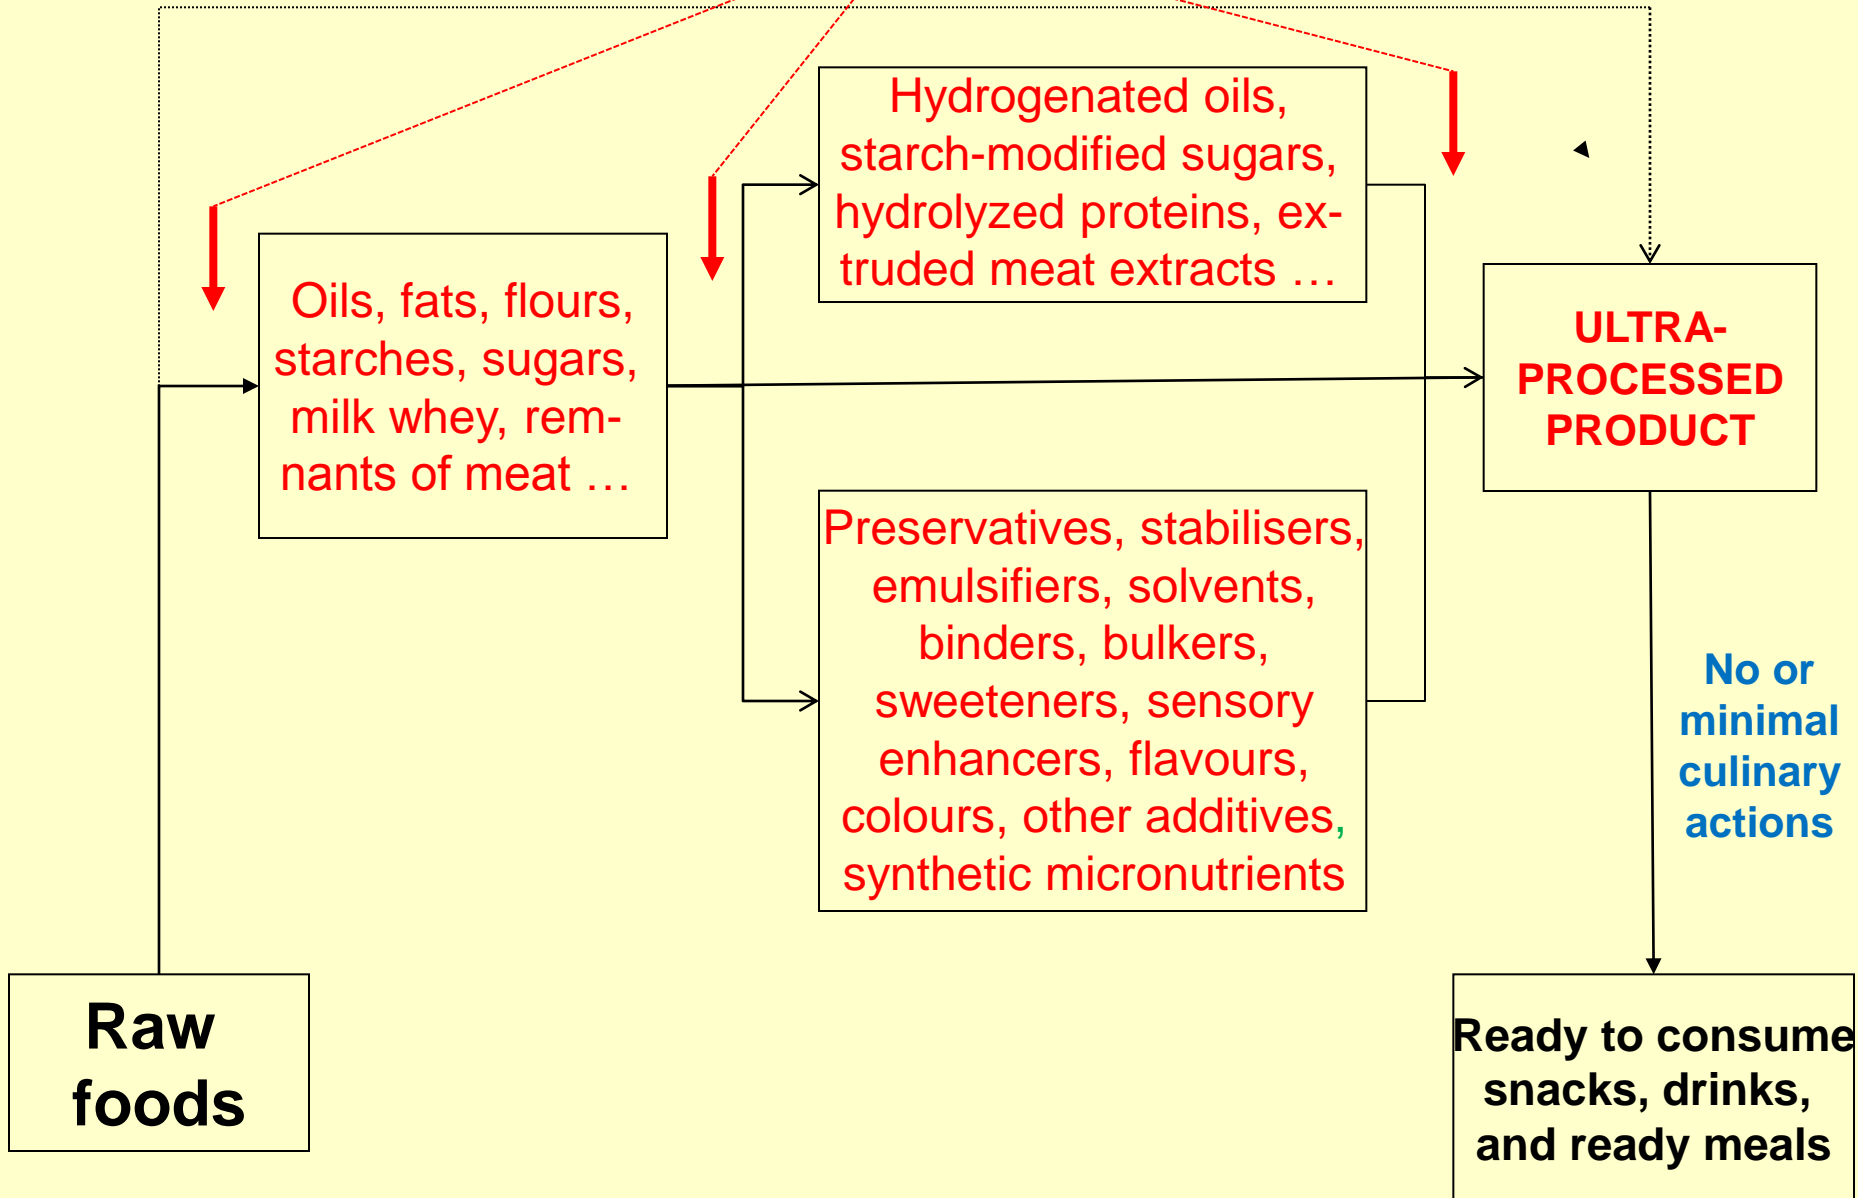 Hydrogenated oils,
starch-modified sugars,
hydrolyzed proteins, ex-
truded meat extracts …
Oils, fats, flours,
starches, sugars,
milk whey, rem-
nants of meat …
ULTRA-
PROCESSED
PRODUCT
Preservatives, stabilisers,
emulsifiers, solvents,
binders, bulkers,
sweeteners, sensory
enhancers, flavours,
colours, other additives,
synthetic micronutrients
No or
minimal
culinary
actions
Raw
foods
Ready to consume
snacks, drinks,
and ready meals